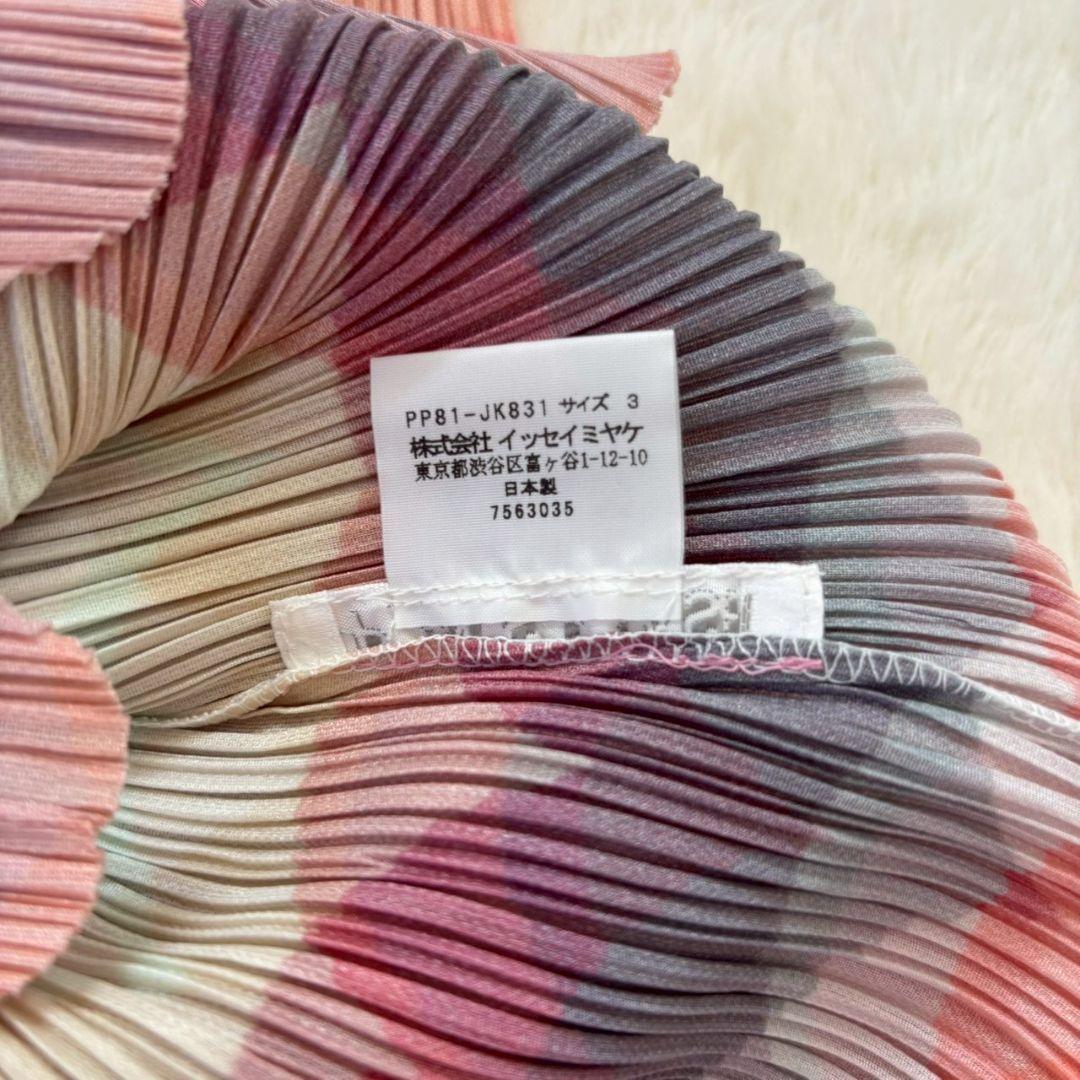 PP81-JK831 サイズ 3
株式会社 イッセイミヤケ
東京都渋谷区富ヶ谷1-12-10
日本製
7563035